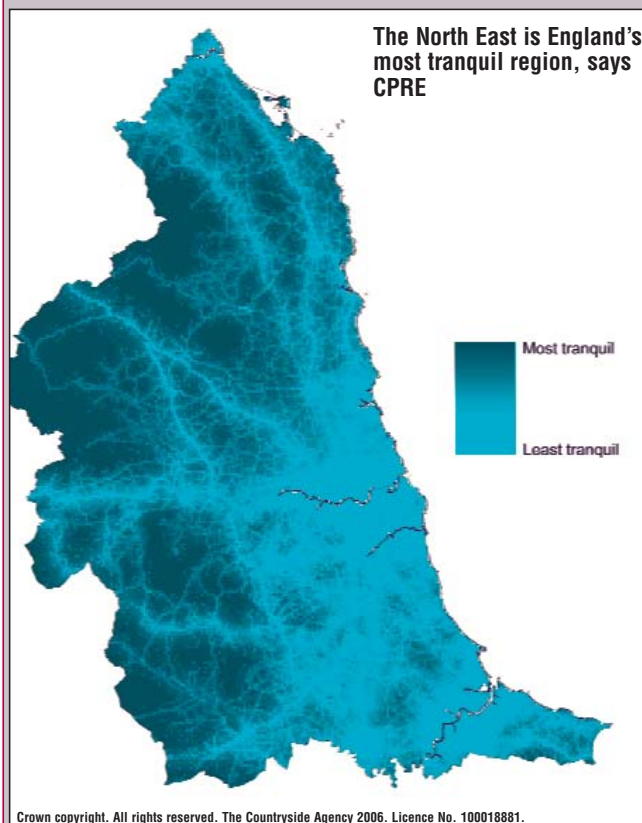 The North East is England's
most tranquil region, says
CPRE
Most tranquil
Least tranquil
Crown copyright. All rights reserved. The Countryside Agency 2006. Licence No. 100018881.